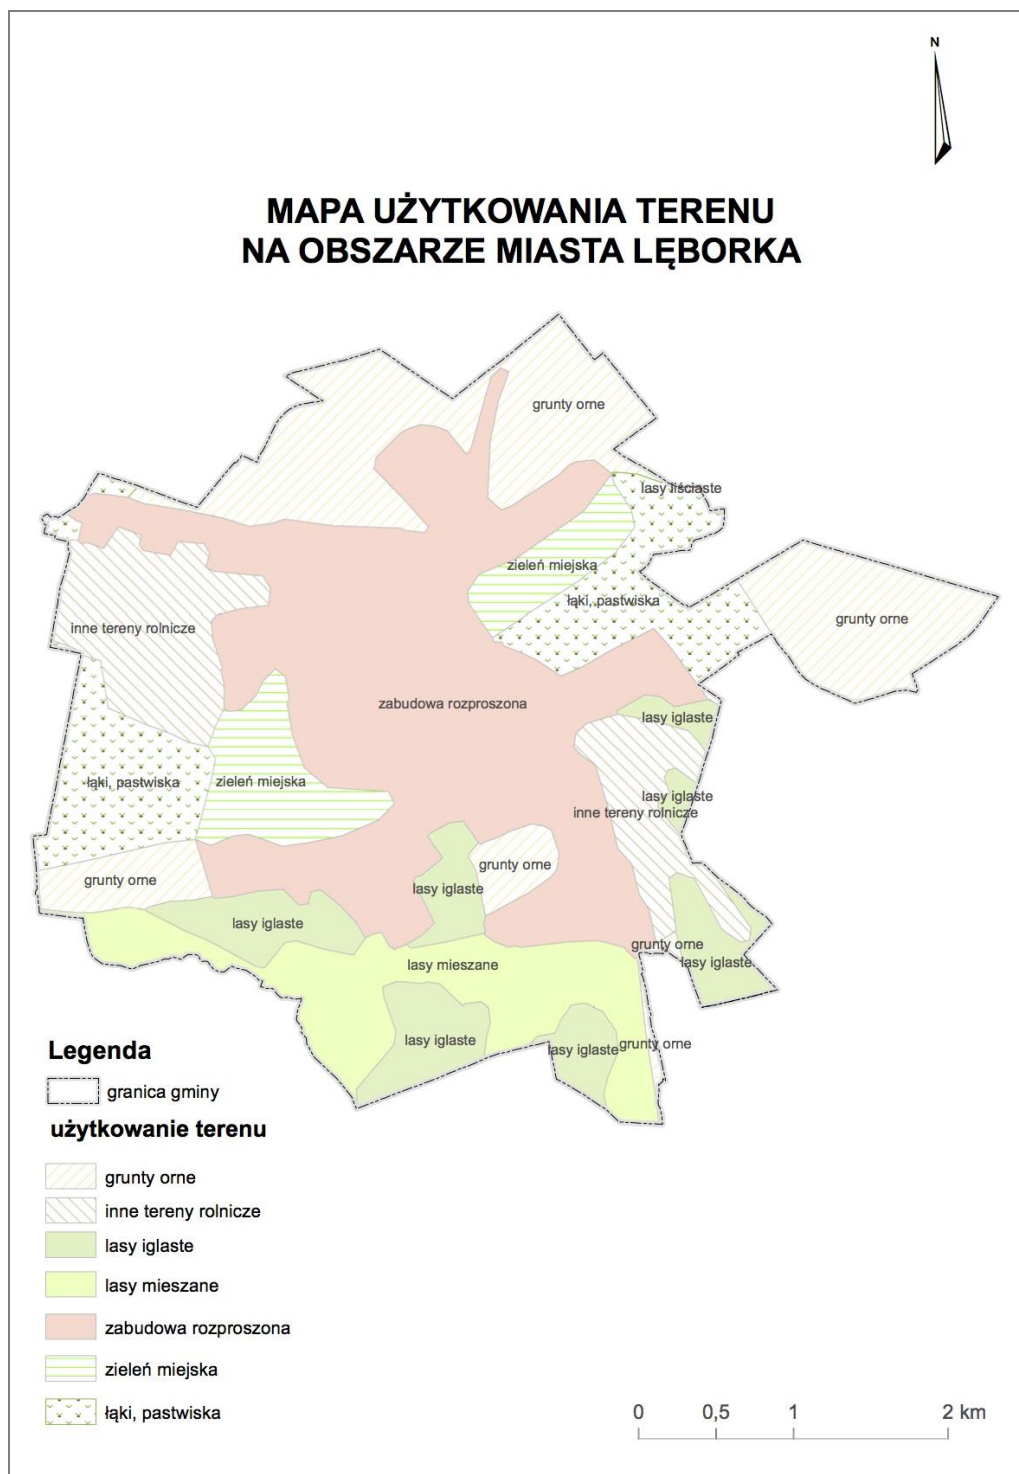 N
MAPA UŻYTKOWANIA TERENU
NA OBSZARZE MIASTA LĘBORKA
grunty orne
lasy liściaste
zieleń miejska
łąki, pastwiska
grunty orne
inne tereny rolnicze
zabudowa rozproszona
lasy iglaste
łąki, pastwiska
zieleń miejska
lasy iglaste
inne tereny rolnicze
grunty orne
grunty orne
lasy iglaste
lasy iglaste
grunty orne
lasy mieszane
lasy iglaste
lasy iglaste
lasy iglaste
grunty orne
Legenda
granica gminy
użytkowanie terenu
grunty orne
inne tereny rolnicze
lasy iglaste
lasy mieszane
zabudowa rozproszona
zieleń miejska
łąki, pastwiska
0 0,5 1 2 km